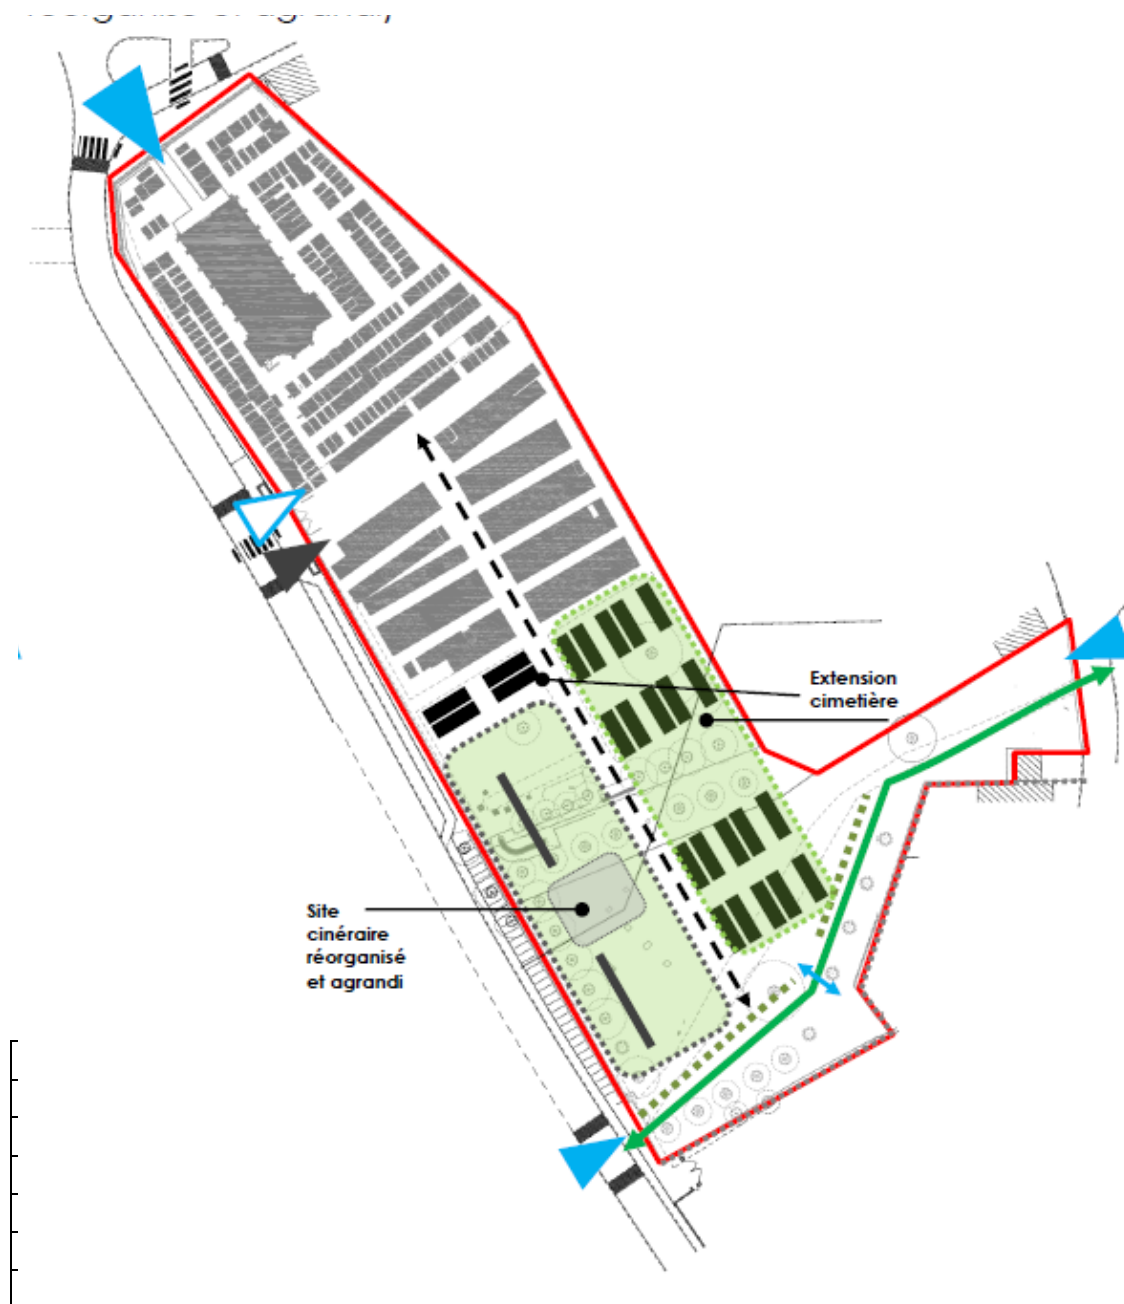 Extension
cimetière
Site
cinéraire
réorganisé
et agrandi